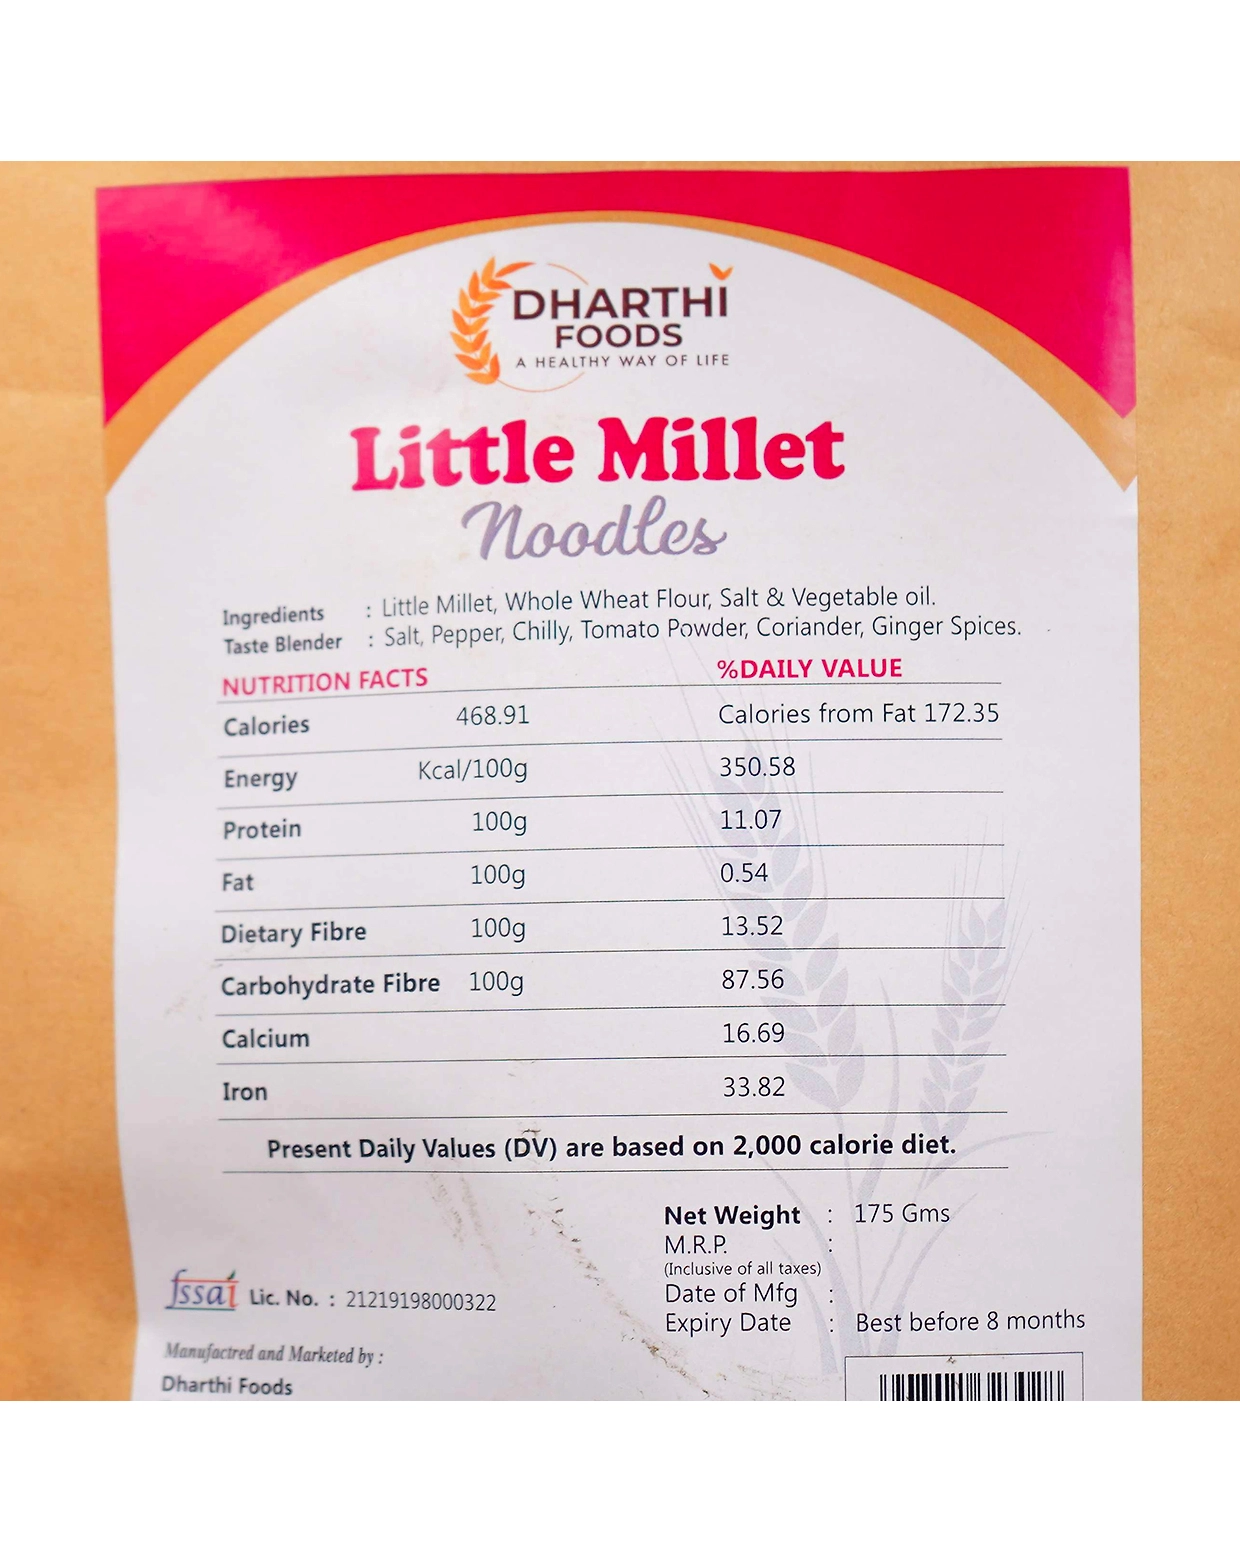 DHARTHI
FOODS
A HEALTHY WAY OF LIFE
Little Millet
Noodles
Ingredients : Little Millet, Whole Wheat Flour, Salt & Vegetable oil.
Taste Blender : Salt, Pepper, Chilly, Tomato Powder, Coriander, Ginger Spices.
NUTRITION FACTS %DAILY VALUE
Calories 468.91 Calories from Fat 172.35
Energy Kcal/100g 350.58
Protein 100g 11.07
Fat 100g 0.54
Dietary Fibre 100g 13.52
Carbohydrate Fibre 100g 87.56
Calcium 16.69
Iron 33.82
Present Daily Values (DV) are based on 2,000 calorie diet.
Net Weight : 175 Gms
M.R.P. :
(Inclusive of all taxes)
Date of Mfg :
Expiry Date : Best before 8 months
fssai Lic. No. : 21219198000322
Manufactred and Marketed by :
Dharthi Foods